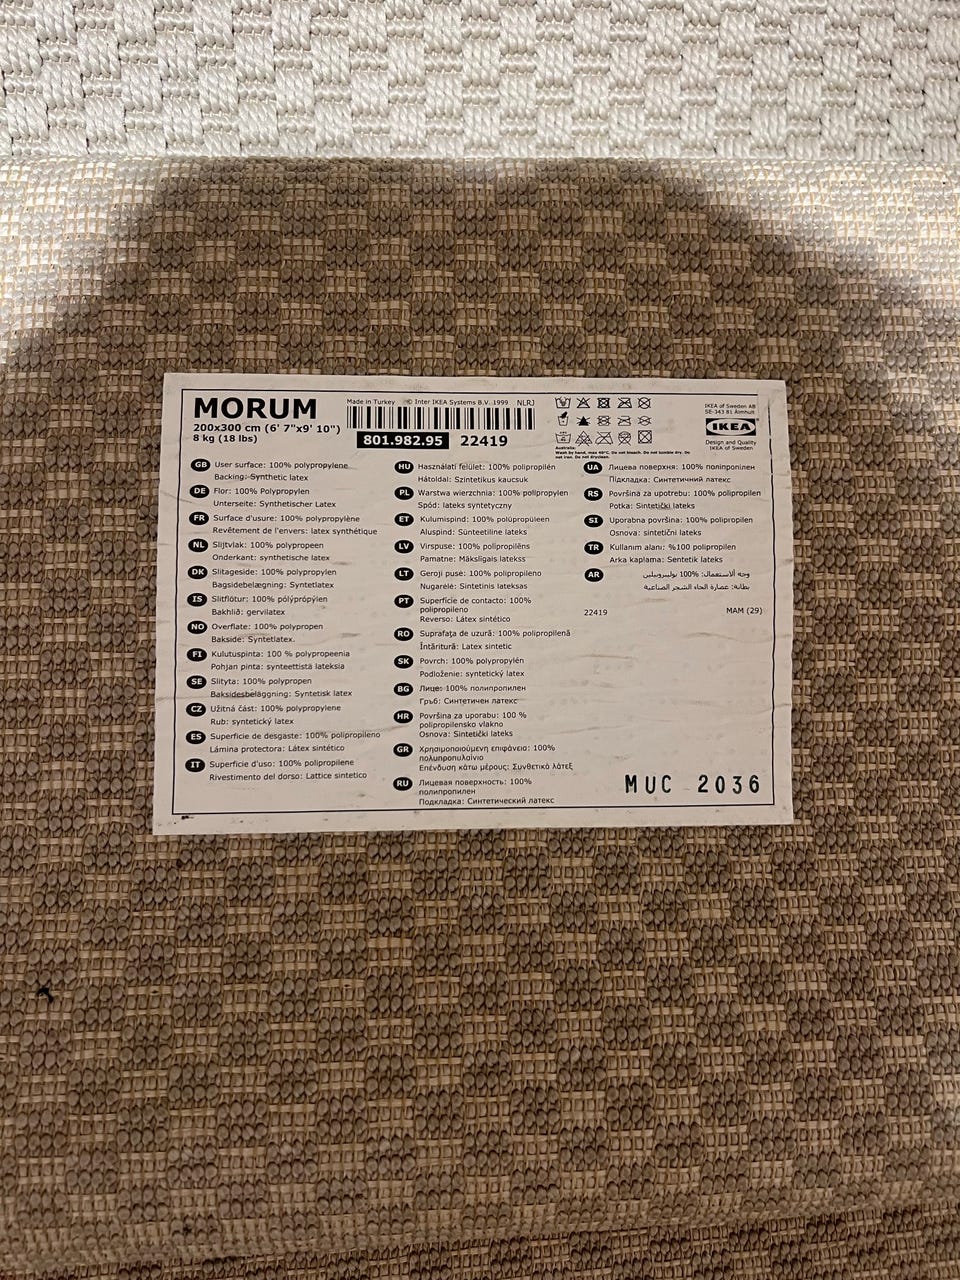 MORUM
200x300 cm (6' 7"x9' 10")
8 kg (18 lbs)
Made in Turkey © Inter IKEA Systems B.V. 1999 NLRJ
801.982.95 22419
Australia:
Wash by hand, max 40°C. Do not bleach. Do not tumble dry. Do
not iron. Do not dryclean.
IKEA of Sweden AB
SE-343 81 Älmhult
IKEA
Design and Quality
IKEA of Sweden
GB User surface: 100% polypropylene
Backing: Synthetic latex
DE Flor: 100% Polypropylen
Unterseite: Synthetischer Latex
FR Surface d'usure: 100% polypropylène
Revêtement de l'envers: latex synthétique
NL Slijtvlak: 100% polypropeen
Onderkant: synthetische latex
DK Slitageside: 100% polypropylen
Bagsidebelægning: Syntetlatex
IS Slitflötur: 100% pólýprópýlen
Bakhlið: gervilatex
NO Overflate: 100% polypropen
Bakside: Syntetlatex.
FI Kulutuspinta: 100 % polypropeenia
Pohjan pinta: synteettistä lateksia
SE Slityta: 100% polypropen
Baksidesbeläggning: Syntetisk latex
CZ Užitná část: 100% polypropylene
Rub: syntetický latex
ES Superficie de desgaste: 100% polipropileno
Lámina protectora: Látex sintético
IT Superficie d'uso: 100% polipropilene
Rivestimento del dorso: Lattice sintetico
HU Használati felület: 100% polipropilén
Hátoldal: Szintetikus kaucsuk
PL Warstwa wierzchnia: 100% polipropylen
Spód: lateks syntetyczny
ET Kulumispind: 100% polüpropüleen
Aluspind: Sünteetiline lateks
LV Virspuse: 100% polipropilēns
Pamatne: Mākslīgais latekss
LT Geroji pusė: 100% polipropileno
Nugarėlė: Sintetinis lateksas
PT Superfície de contacto: 100%
polipropileno
Reverso: Látex sintético
RO Suprafaţa de uzură: 100% polipropilenă
Întăritură: Latex sintetic
SK Povrch: 100% polypropylén
Podloženie: syntetický latex
BG Лице: 100% полипропилен
Гръб: Синтетичен латекс
HR Površina za uporabu: 100 %
polipropilensko vlakno
Osnova: Sintetički lateks
GR Χρησιμοποιούμενη επιφάνεια: 100%
πολυπροπυλαίνιο
Επένδυση κάτω μέρους: Συνθετικό λάτεξ
RU Лицевая поверхность: 100%
полипропилен
Подкладка: Синтетический латекс
UA Лицева поверхня: 100% поліпропілен
Підкладка: Синтетичний латекс
RS Površina za upotrebu: 100% polipropilen
Potka: Sintetički lateks
SI Uporabna površina: 100% polipropilen
Osnova: sintetični lateks
TR Kullanım alanı: %100 polipropilen
Arka kaplama: Sentetik lateks
AR وجه الاستعمال: 100% بوليبروبيلين
بطانة: عصارة لحاء الشجر الصناعية
22419 MAM (29)
MUC 2036